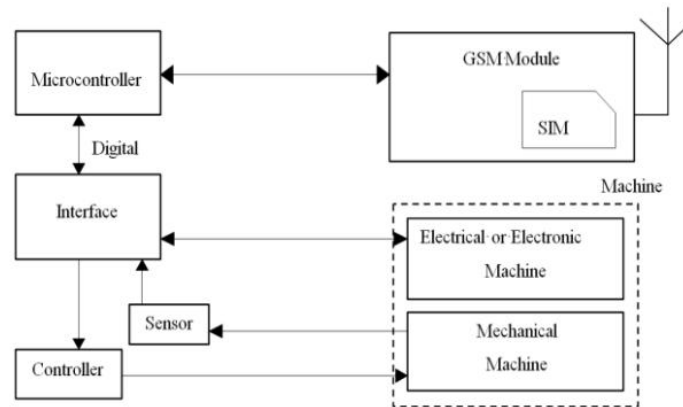 Microcontroller
GSM Module
SIM
Digital
Machine
Interface
Electrical or Electronic
Machine
Sensor
Mechanical
Machine
Controller